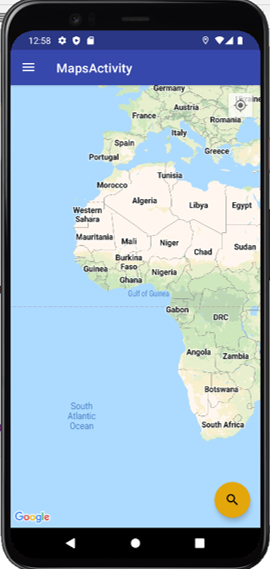 12:58
MapsActivity
Germany
Ukraine
Austria
France
Romania
Italy
Spain
Greece
Portugal
Tunisia
Morocco
Algeria
Libya
Egypt
Western
Sahara
Mauritania
Mali
Niger
Chad
Sudan
Burkina
Faso
Guinea
Nigeria
Ghana
Gulf of Guinea
Gabon
DRC
Angola
Zambia
Botswana
South
Atlantic
Ocean
South Africa
Google